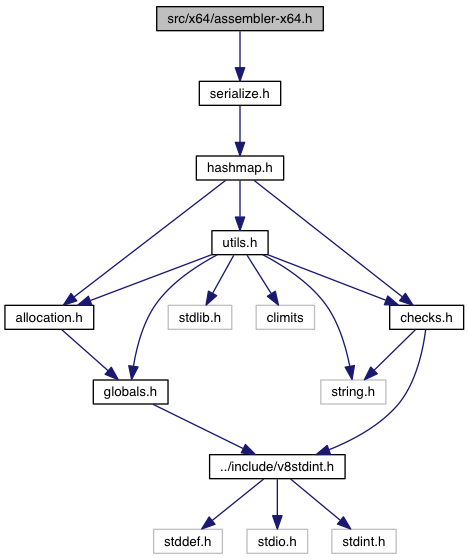 src/x64/assembler-x64.h
serialize.h
hashmap.h
utils.h
allocation.h
stdlib.h
climits
checks.h
globals.h
string.h
../include/v8stdint.h
stddef.h
stdio.h
stdint.h